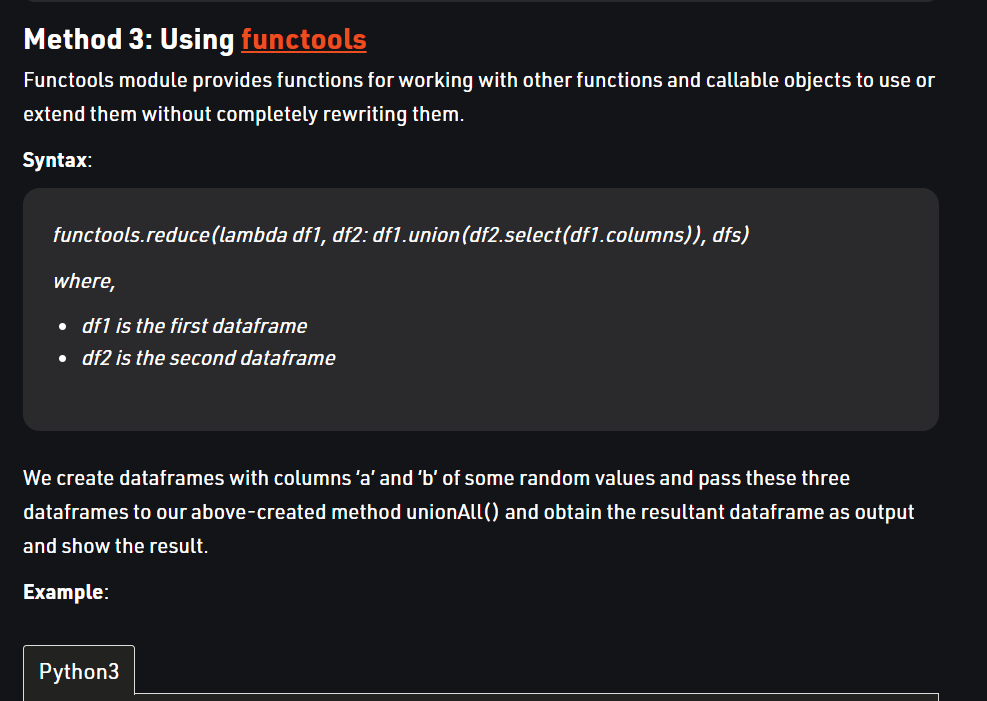 Method 3: Using functools
Functools module provides functions for working with other functions and callable objects to use or
extend them without completely rewriting them.
Syntax:
functools.reduce(lambda df1, df2: df1.union(df2.select(df1.columns)), dfs)
where,
• df1 is the first dataframe
• df2 is the second dataframe
We create dataframes with columns ‘a’ and ‘b’ of some random values and pass these three
dataframes to our above-created method unionAll() and obtain the resultant dataframe as output
and show the result.
Example:
Python3